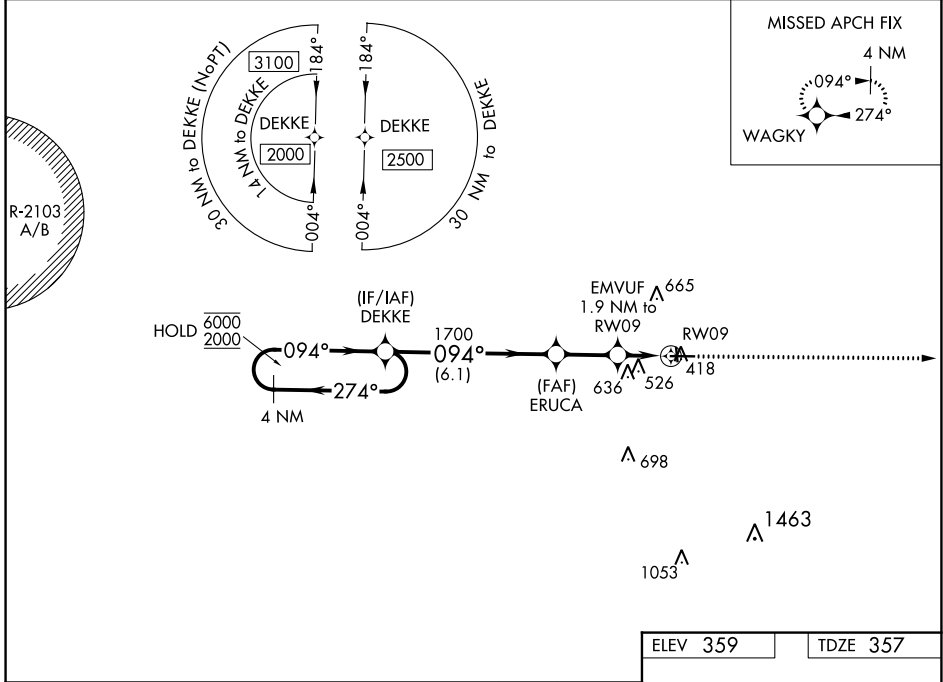 MISSED APCH FIX
4 NM
094°
274°
WAGKY
30 NM to DEKKE (NoPT)
3100
14 NM to DEKKE
184°
DEKKE
2000
004°
184°
DEKKE
2500
004°
30 NM to DEKKE
R-2103
A/B
HOLD
6000
2000
094°
274°
4 NM
(IF/IAF)
DEKKE
1700
094°
(6.1)
(FAF)
ERUCA
EMVUF
1.9 NM to
RW09
665
RW09
418
636
526
698
1463
1053
ELEV 359
TDZE 357